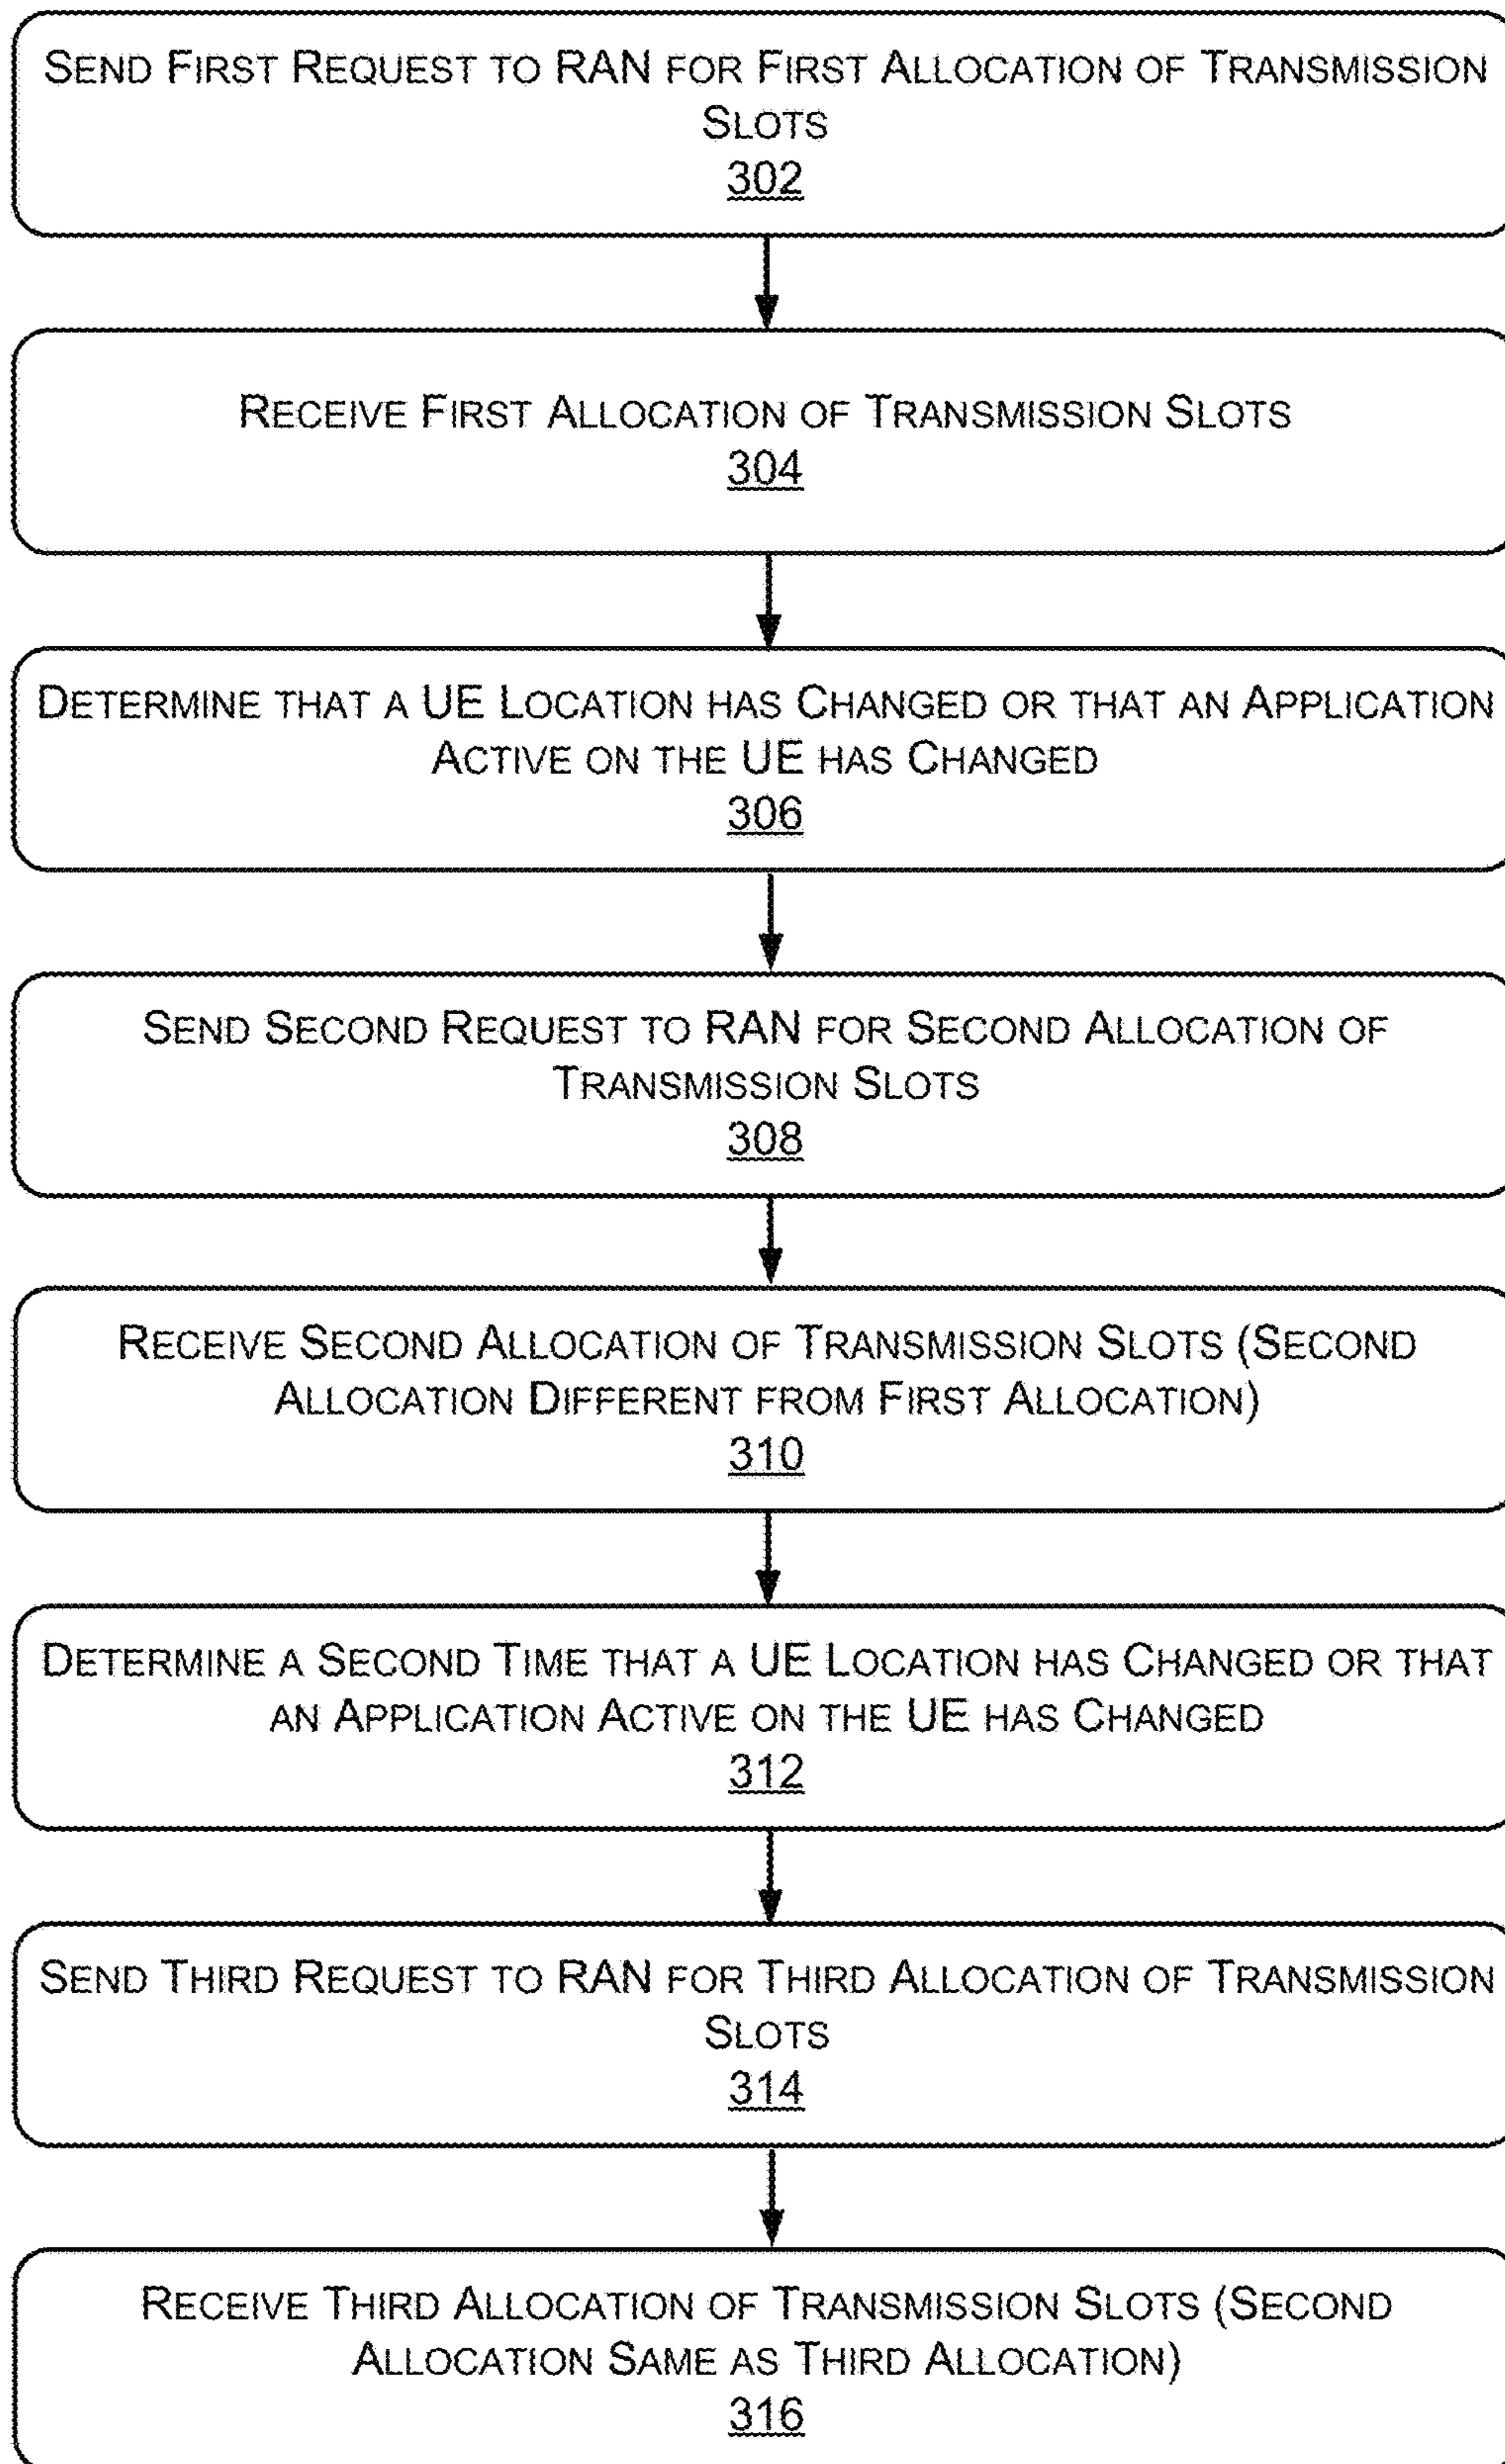 SEND FIRST REQUEST TO RAN FOR FIRST ALLOCATION OF TRANSMISSION
SLOTS
302
RECEIVE FIRST ALLOCATION OF TRANSMISSION SLOTS
304
DETERMINE THAT A UE LOCATION HAS CHANGED OR THAT AN APPLICATION
ACTIVE ON THE UE HAS CHANGED
306
SEND SECOND REQUEST TO RAN FOR SECOND ALLOCATION OF
TRANSMISSION SLOTS
308
RECEIVE SECOND ALLOCATION OF TRANSMISSION SLOTS (SECOND
ALLOCATION DIFFERENT FROM FIRST ALLOCATION)
310
DETERMINE A SECOND TIME THAT A UE LOCATION HAS CHANGED OR THAT
AN APPLICATION ACTIVE ON THE UE HAS CHANGED
312
SEND THIRD REQUEST TO RAN FOR THIRD ALLOCATION OF TRANSMISSION
SLOTS
314
RECEIVE THIRD ALLOCATION OF TRANSMISSION SLOTS (SECOND
ALLOCATION SAME AS THIRD ALLOCATION)
316